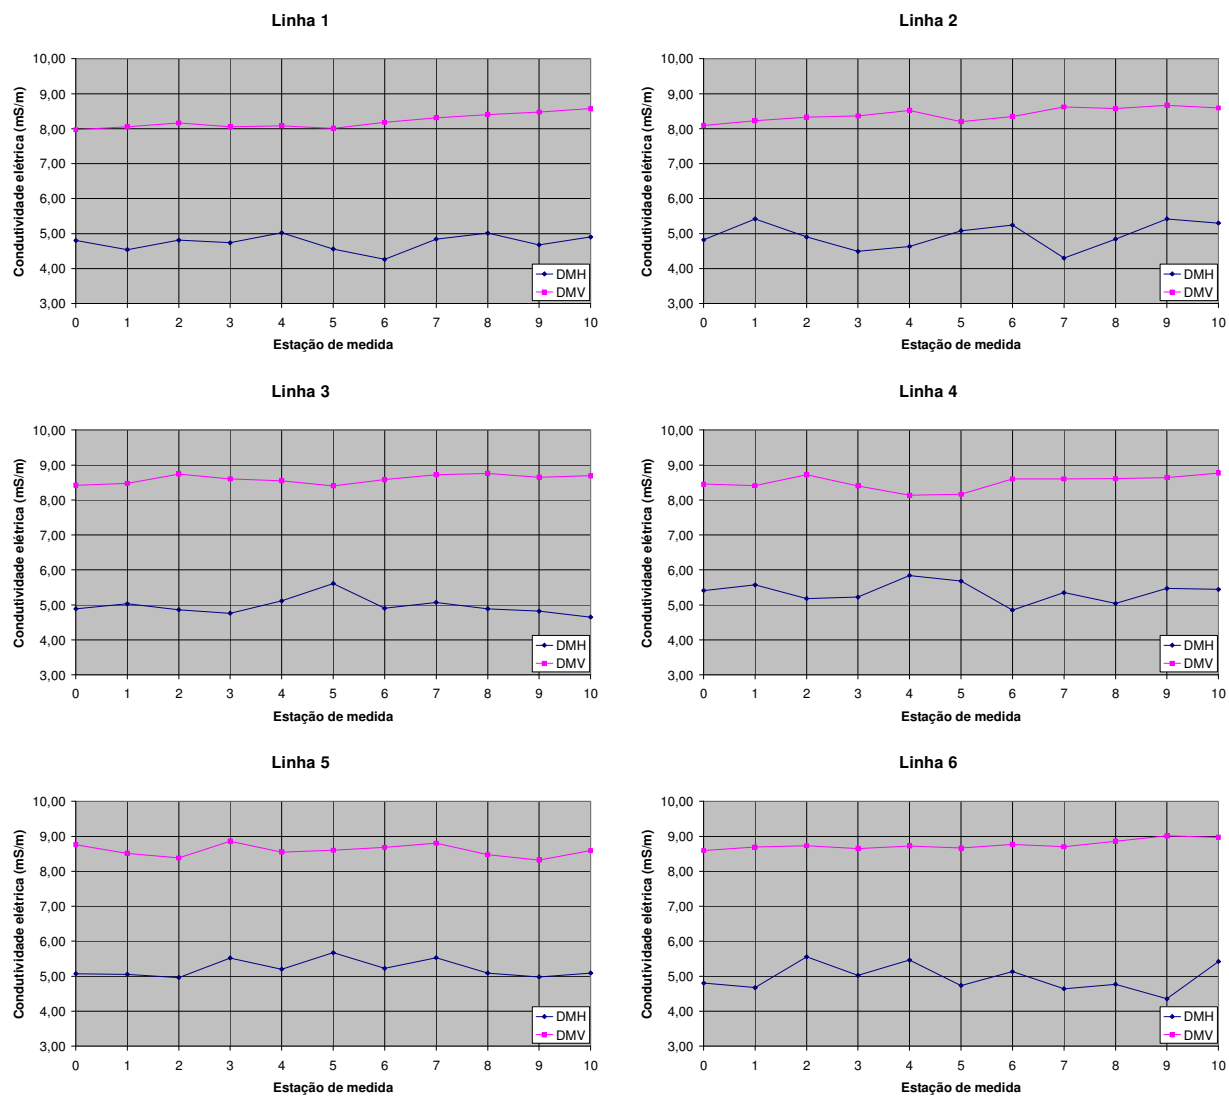 Linha 1
Condutividade elétrica (mS/m)
10,00
9,00
8,00
7,00
6,00
5,00
4,00
3,00
0 1 2 3 4 5 6 7 8 9 10
Estação de medida
DMH
DMV
Linha 2
Condutividade elétrica (mS/m)
10,00
9,00
8,00
7,00
6,00
5,00
4,00
3,00
0 1 2 3 4 5 6 7 8 9 10
Estação de medida
DMH
DMV
Linha 3
Condutividade elétrica (mS/m)
10,00
9,00
8,00
7,00
6,00
5,00
4,00
3,00
0 1 2 3 4 5 6 7 8 9 10
Estação de medida
DMH
DMV
Linha 4
Condutividade elétrica (mS/m)
10,00
9,00
8,00
7,00
6,00
5,00
4,00
3,00
0 1 2 3 4 5 6 7 8 9 10
Estação de medida
DMH
DMV
Linha 5
Condutividade elétrica (mS/m)
10,00
9,00
8,00
7,00
6,00
5,00
4,00
3,00
0 1 2 3 4 5 6 7 8 9 10
Estação de medida
DMH
DMV
Linha 6
Condutividade elétrica (mS/m)
10,00
9,00
8,00
7,00
6,00
5,00
4,00
3,00
0 1 2 3 4 5 6 7 8 9 10
Estação de medida
DMH
DMV